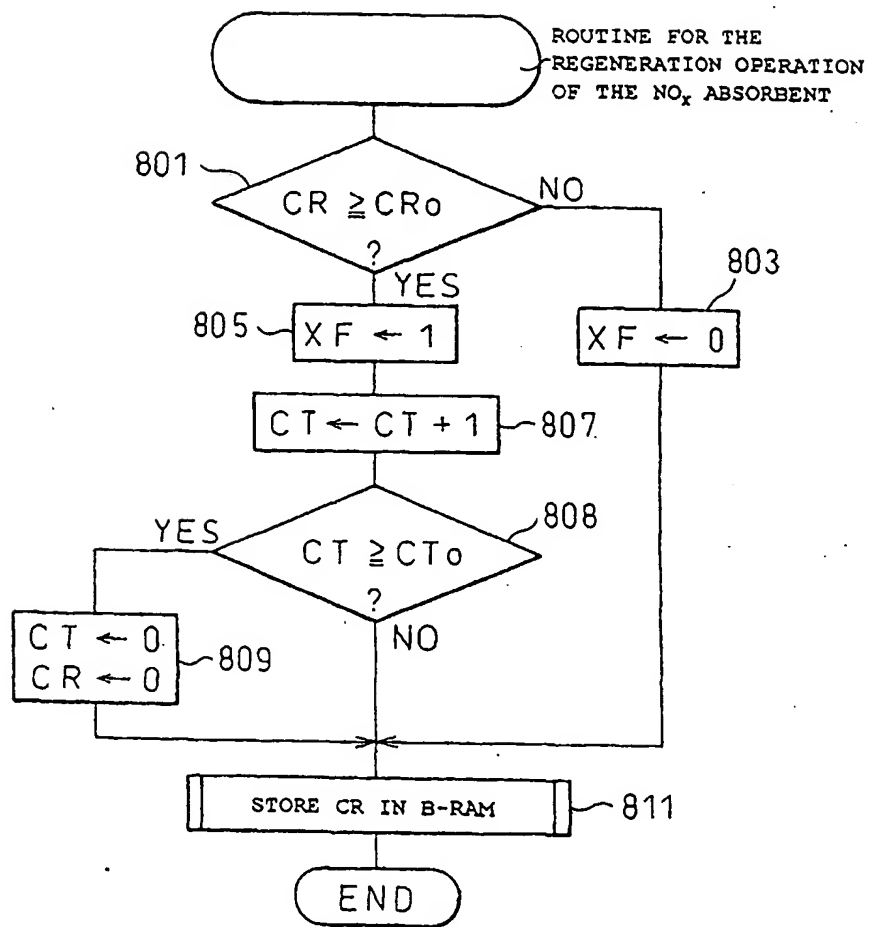 ROUTINE FOR THE
REGENERATION OPERATION
OF THE NOx ABSORBENT
801
CR ≧ CRo
?
NO
YES
803
805
XF ← 1
XF ← 0
CT ← CT + 1
807
YES
808
CT ≧ CTo
?
NO
CT ← 0
CR ← 0
809
STORE CR IN B-RAM
811
END